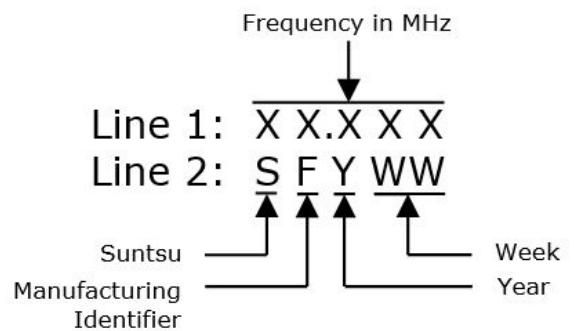 Frequency in MHz
Line 1: X X.X X X
Line 2: S F Y WW
Suntsu
Week
Manufacturing
Identifier
Year